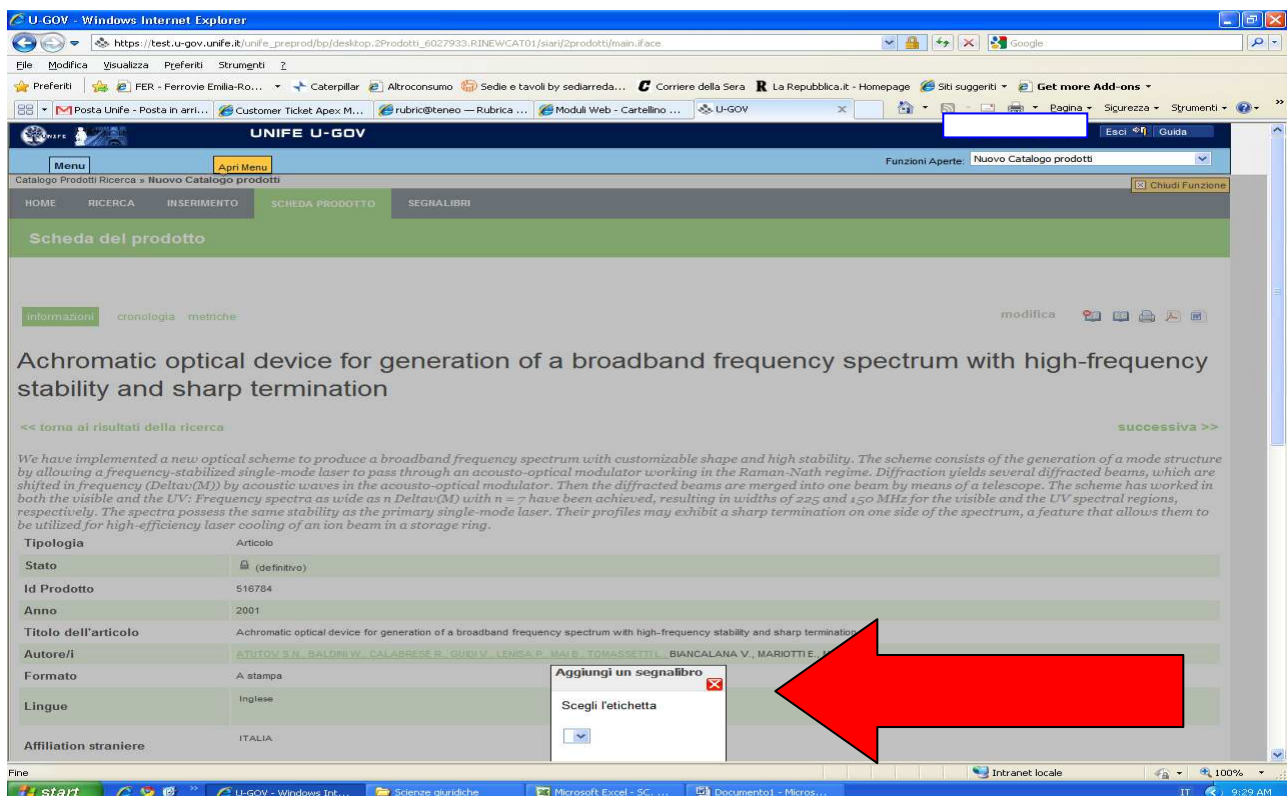 U-GOV - Windows Internet Explorer
https://test.u-gov.unife.it/unife_preprod/bp/desktop.2Prodotti_6027933.RINEWCAT01/siari/2prodotti/main.iface
Google
File Modifica Visualizza Preferiti Strumenti ?
Preferiti FER - Ferrovie Emilia-Ro... Caterpillar Altroconsumo Sedie e tavoli by sediarreda... Corriere della Sera La Repubblica.it - Homepage Siti suggeriti Get more Add-ons
Posta Unife - Posta in arri... Customer Ticket Apex M... rubric@teneo — Rubrica ... Moduli Web - Cartellino ... U-GOV Pagina Sicurezza Strumenti
UNIFE UNIFE U-GOV Esci Guida
Menu Apri Menu Funzioni Aperte: Nuovo Catalogo prodotti
Catalogo Prodotti Ricerca » Nuovo Catalogo prodotti Chiudi Funzione
HOME RICERCA INSERIMENTO SCHEDA PRODOTTO SEGNALIBRI
Scheda del prodotto
informazioni cronologia metriche modifica
Achromatic optical device for generation of a broadband frequency spectrum with high-frequency
stability and sharp termination
<< torna ai risultati della ricerca successiva >>
We have implemented a new optical scheme to produce a broadband frequency spectrum with customizable shape and high stability. The scheme consists of the generation of a mode structure
by allowing a frequency-stabilized single-mode laser to pass through an acousto-optical modulator working in the Raman-Nath regime. Diffraction yields several diffracted beams, which are
shifted in frequency (Deltav(M)) by acoustic waves in the acousto-optical modulator. Then the diffracted beams are merged into one beam by means of a telescope. The scheme has worked in
both the visible and the UV: Frequency spectra as wide as n Deltav(M) with n = 7 have been achieved, resulting in widths of 225 and 150 MHz for the visible and the UV spectral regions,
respectively. The spectra possess the same stability as the primary single-mode laser. Their profiles may exhibit a sharp termination on one side of the spectrum, a feature that allows them to
be utilized for high-efficiency laser cooling of an ion beam in a storage ring.
Tipologia Articolo
Stato (definitivo)
Id Prodotto 516784
Anno 2001
Titolo dell'articolo Achromatic optical device for generation of a broadband frequency spectrum with high-frequency stability and sharp termination
Autore/i ATUTOV S.N., BALDINI W., CALABRESE R., GUIDI V., LENISA P., MAI B., TOMASSETTI L., BIANCALANA V., MARIOTTI E.,
Formato A stampa
Aggiungi un segnalibro
Lingue Inglese
Scegli l'etichetta
Affiliation straniere ITALIA
Fine Intranet locale 100%
start U-GOV - Windows Int... Scienze giuridiche Microsoft Excel - SC. ... Documento1 - Micros... IT 9:29 AM